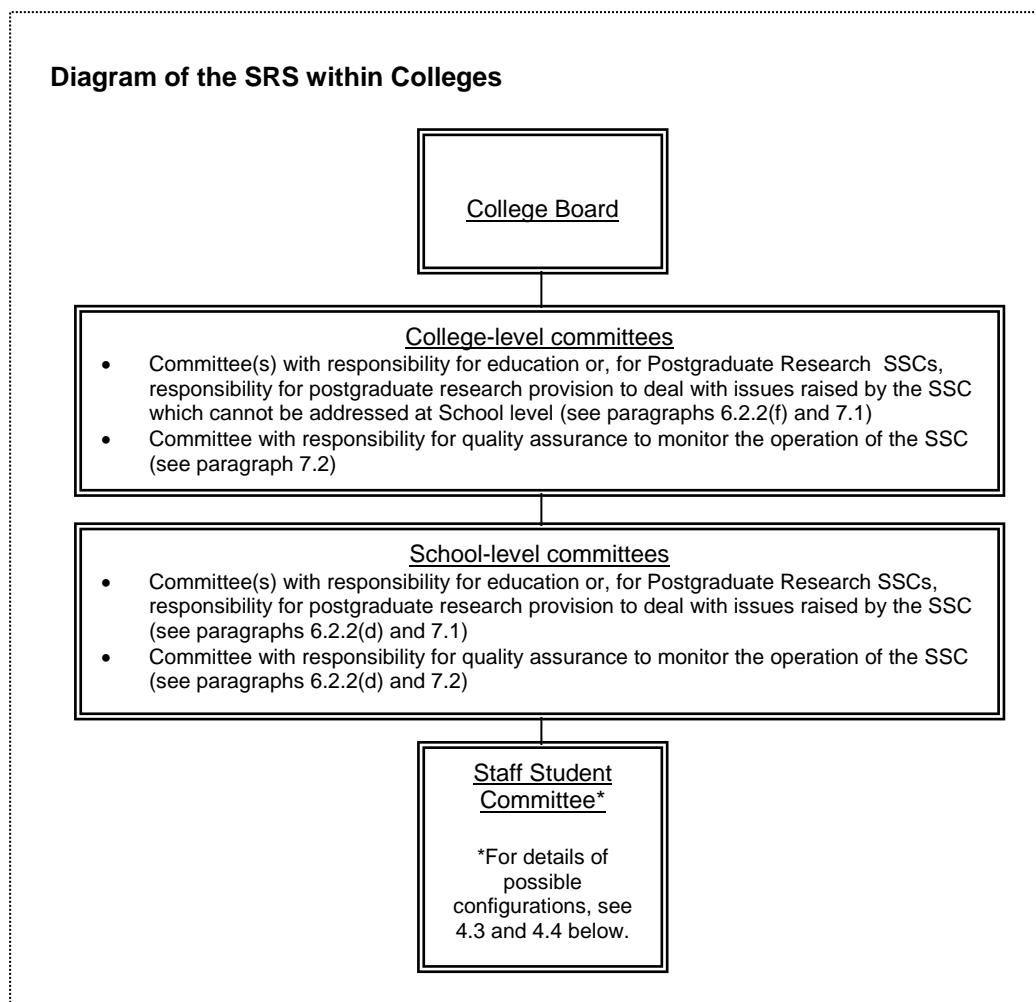 Diagram of the SRS within Colleges
College Board
College-level committees
• Committee(s) with responsibility for education or, for Postgraduate Research SSCs,
responsibility for postgraduate research provision to deal with issues raised by the SSC
which cannot be addressed at School level (see paragraphs 6.2.2(f) and 7.1)
• Committee with responsibility for quality assurance to monitor the operation of the SSC
(see paragraph 7.2)
School-level committees
• Committee(s) with responsibility for education or, for Postgraduate Research SSCs,
responsibility for postgraduate research provision to deal with issues raised by the SSC
(see paragraphs 6.2.2(d) and 7.1)
• Committee with responsibility for quality assurance to monitor the operation of the SSC
(see paragraphs 6.2.2(d) and 7.2)
Staff Student
Committee*
*For details of
possible
configurations, see
4.3 and 4.4 below.